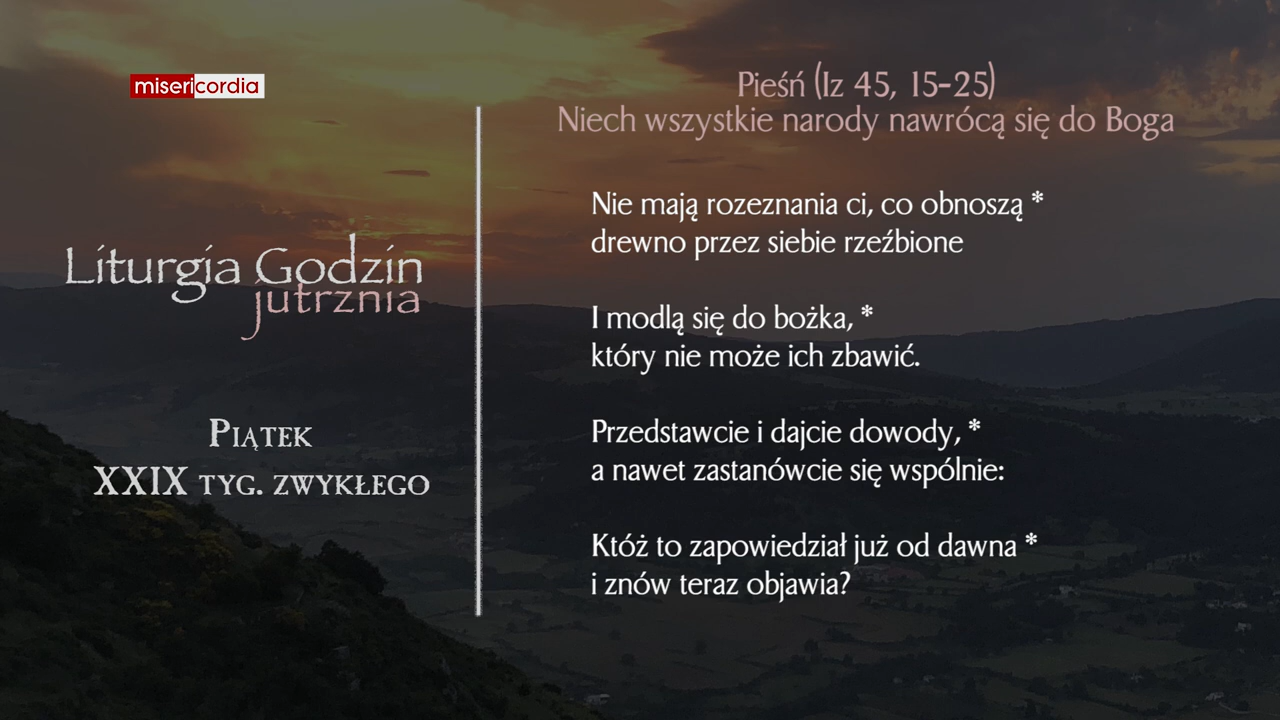 misericordia
Liturgia Godzin
jutrznia
Piątek
XXIX tyg. zwykłego
Pieśń (Iz 45, 15-25)
Niech wszystkie narody nawrócą się do Boga
Nie mają rozeznania ci, co obnoszą *
drewno przez siebie rzeźbione
I modlą się do bożka, *
który nie może ich zbawić.
Przedstawcie i dajcie dowody, *
a nawet zastanówcie się wspólnie:
Któż to zapowiedział już od dawna *
i znów teraz objawia?